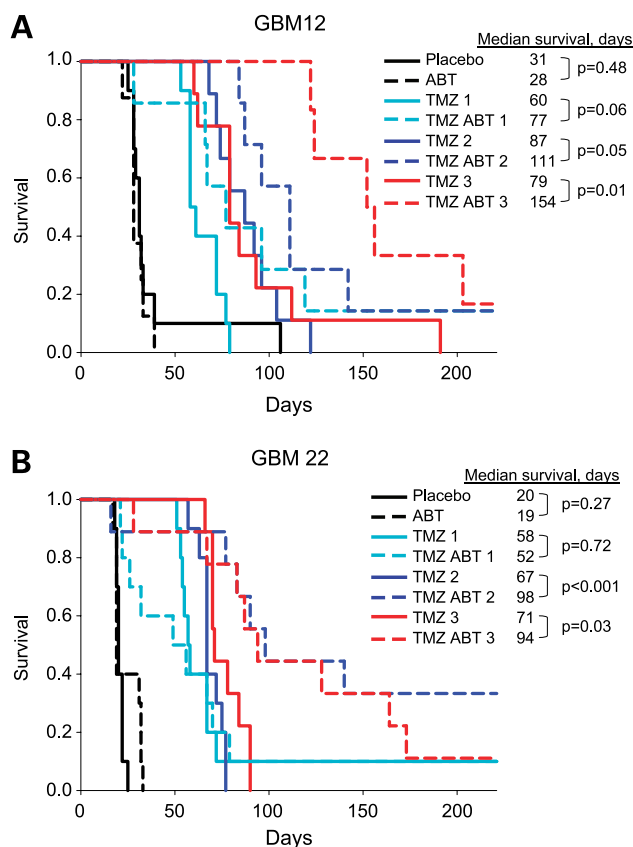 A
GBM12
Median survival, days
Placebo 31
ABT 28
p=0.48
TMZ 1 60
TMZ ABT 1 77
p=0.06
TMZ 2 87
TMZ ABT 2 111
p=0.05
TMZ 3 79
TMZ ABT 3 154
p=0.01
Survival
1.0
0.8
0.6
0.4
0.2
0.0
0 50 100 150 200
Days
B
GBM 22
Median survival, days
Placebo 20
ABT 19
p=0.27
TMZ 1 58
TMZ ABT 1 52
p=0.72
TMZ 2 67
TMZ ABT 2 98
p<0.001
TMZ 3 71
TMZ ABT 3 94
p=0.03
Survival
1.0
0.8
0.6
0.4
0.2
0.0
0 50 100 150 200
Days